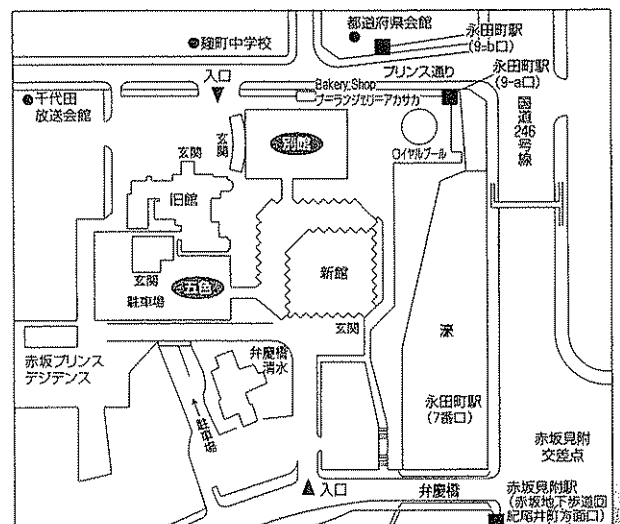 都道府県会館
麹町中学校
永田町駅
(9-b口)
プリンス通り
永田町駅
(9-a口)
入口
Bakery Shop
ブーランジェリーアカサカ
千代田
放送会館
国道246号線
玄関
別館
ロイヤルプール
玄関
旧館
新館
玄関
五色
駐車場
玄関
濠
赤坂プリンス
デジデンス
弁慶橋
清水
永田町駅
(7番口)
←駐車場
赤坂見附
交差点
入口
弁慶橋
赤坂見附駅
(赤坂地下歩道
紀尾井町方面口)